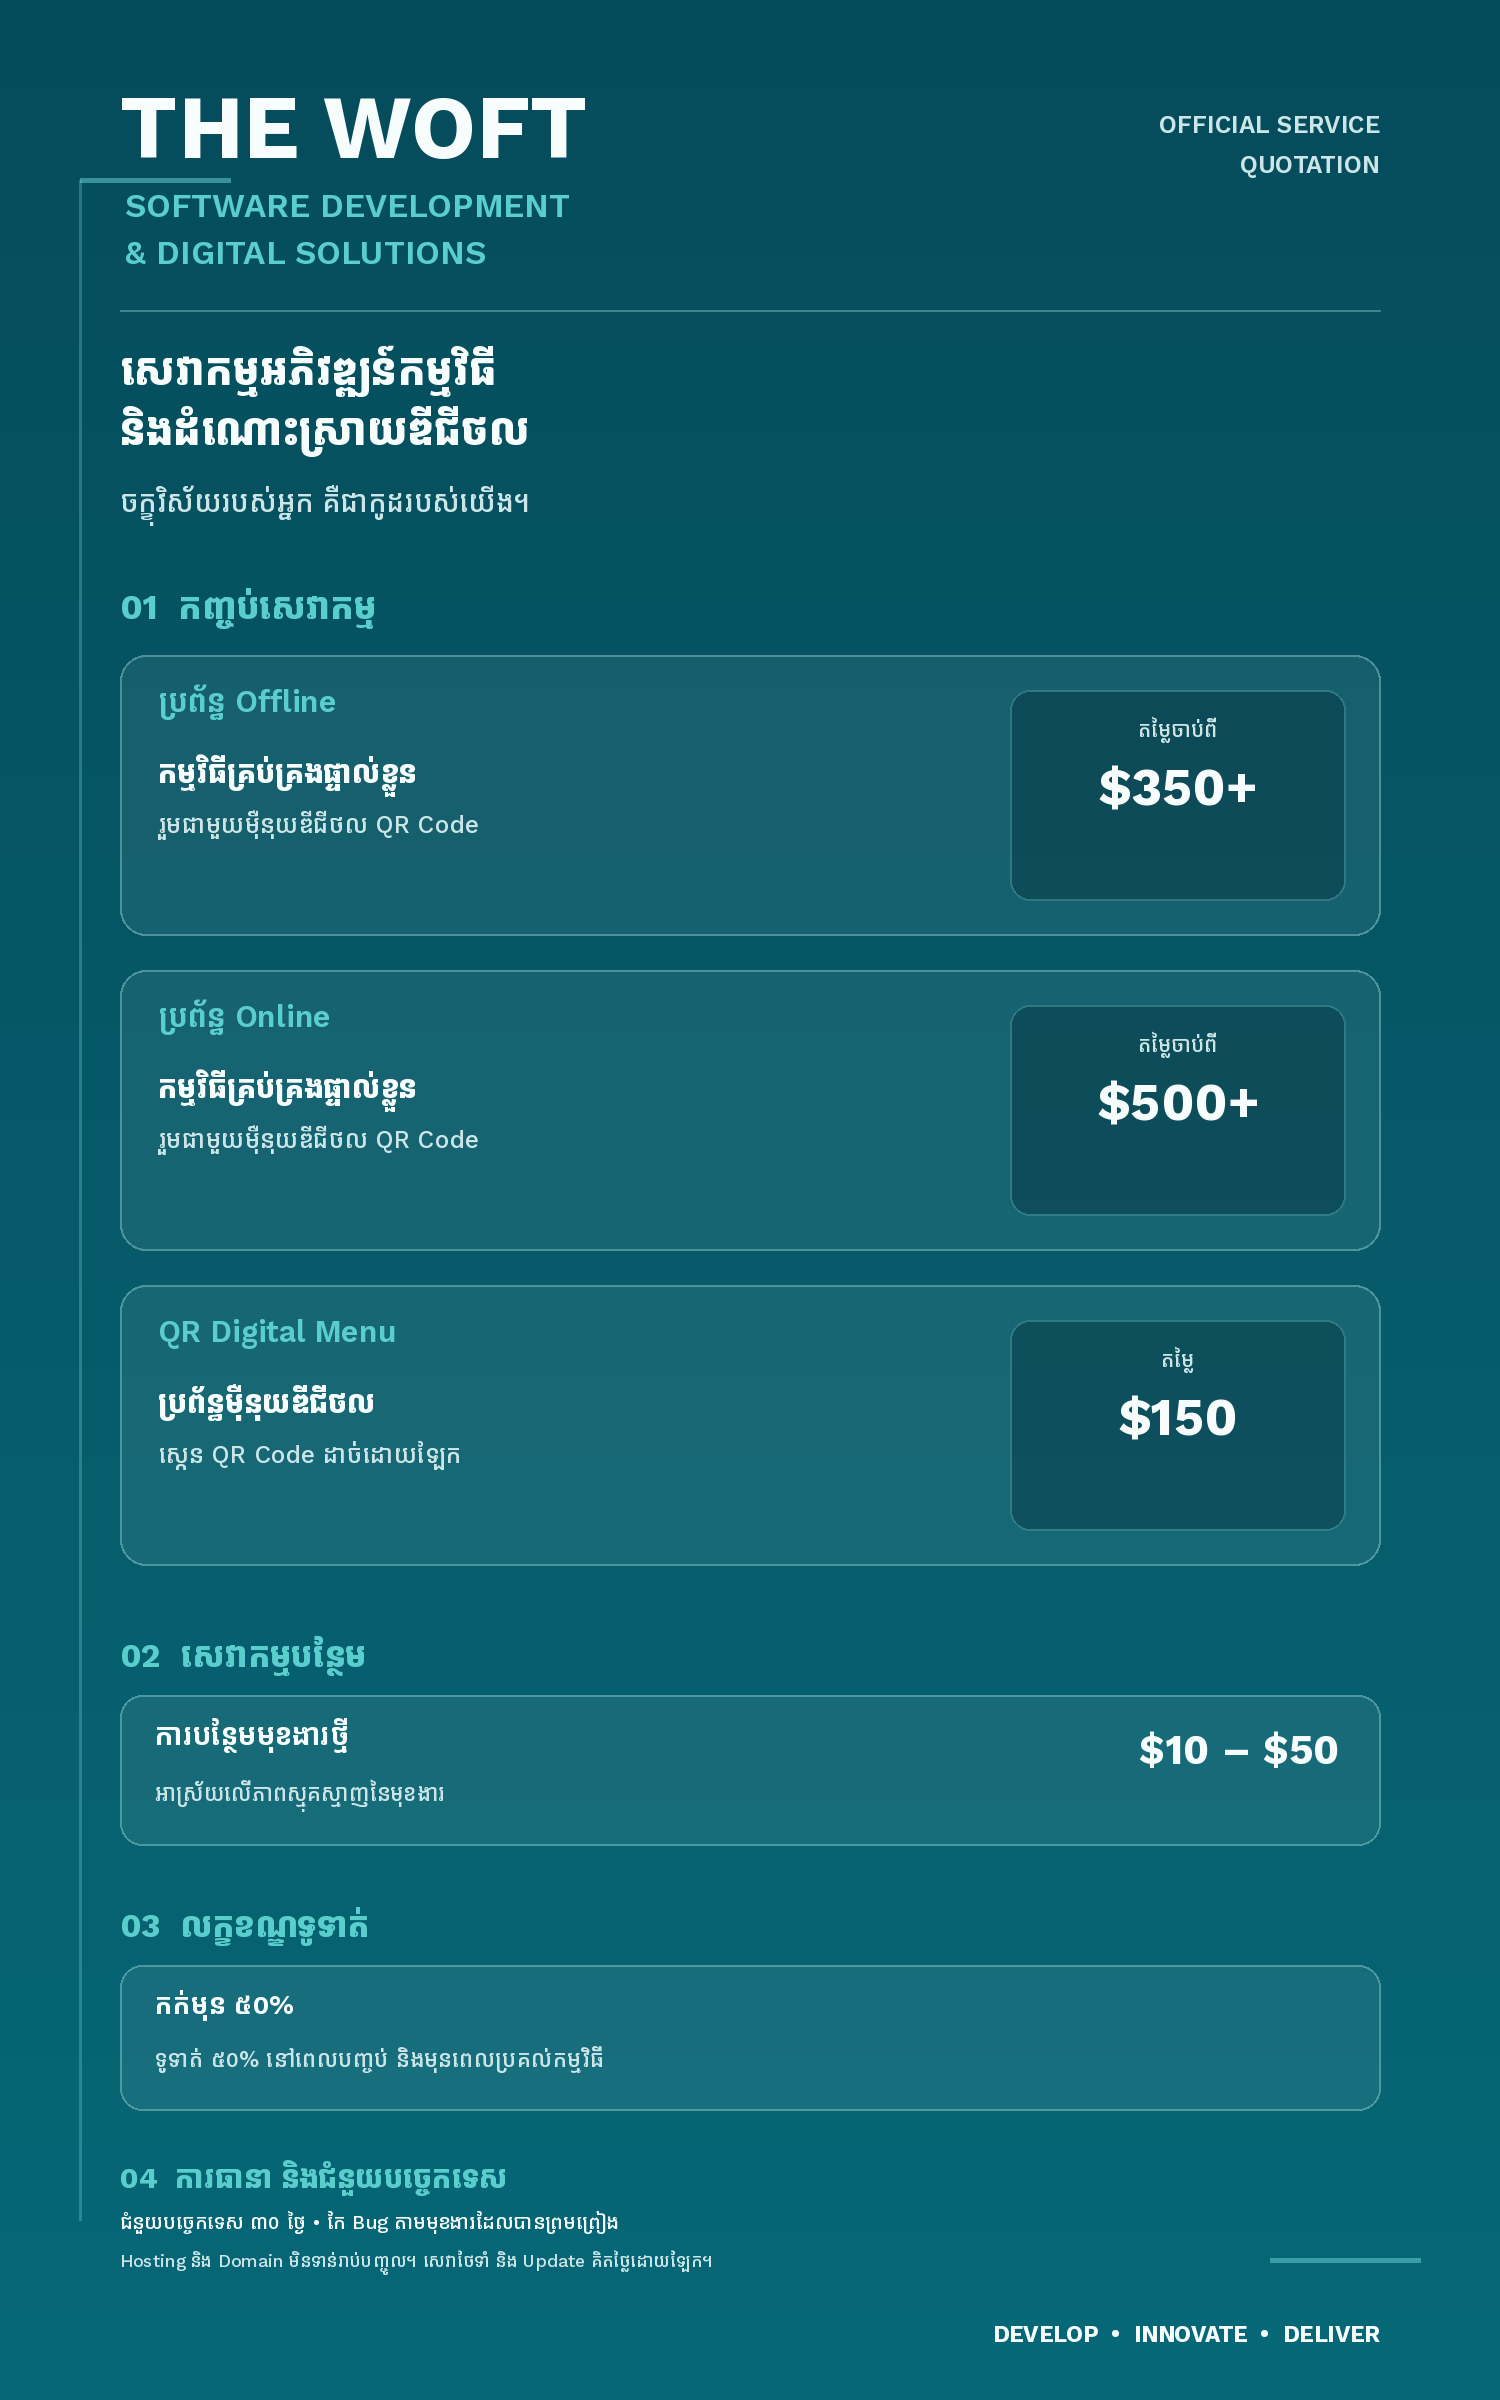 THE WOFT
OFFICIAL SERVICE
QUOTATION
SOFTWARE DEVELOPMENT
& DIGITAL SOLUTIONS
សេវាកម្មអភិវឌ្ឍន៍កម្មវិធី
និងដំណោះស្រាយឌីជីថល
ចក្ខុវិស័យរបស់អ្នក គឺជាកូដរបស់យើង។
01 កញ្ចប់សេវាកម្ម
ប្រព័ន្ធ Offline
កម្មវិធីគ្រប់គ្រងផ្ទាល់ខ្លួន
រួមជាមួយម៉ឺនុយឌីជីថល QR Code
តម្លៃចាប់ពី
$350+
ប្រព័ន្ធ Online
កម្មវិធីគ្រប់គ្រងផ្ទាល់ខ្លួន
រួមជាមួយម៉ឺនុយឌីជីថល QR Code
តម្លៃចាប់ពី
$500+
QR Digital Menu
ប្រព័ន្ធម៉ឺនុយឌីជីថល
ស្កេន QR Code ដាច់ដោយឡែក
តម្លៃ
$150
02 សេវាកម្មបន្ថែម
ការបន្ថែមមុខងារថ្មី
អាស្រ័យលើភាពស្មុគស្មាញនៃមុខងារ
$10 – $50
03 លក្ខខណ្ឌទូទាត់
កក់មុន ៥០%
ទូទាត់ ៥០% នៅពេលបញ្ចប់ និងមុនពេលប្រគល់កម្មវិធី
04 ការធានា និងជំនួយបច្ចេកទេស
ជំនួយបច្ចេកទេស ៣០ ថ្ងៃ • កែ Bug តាមមុខងារដែលបានព្រមព្រៀង
Hosting និង Domain មិនទាន់រាប់បញ្ចូល។ សេវាថែទាំ និង Update គិតថ្លៃដោយឡែក។
DEVELOP • INNOVATE • DELIVER